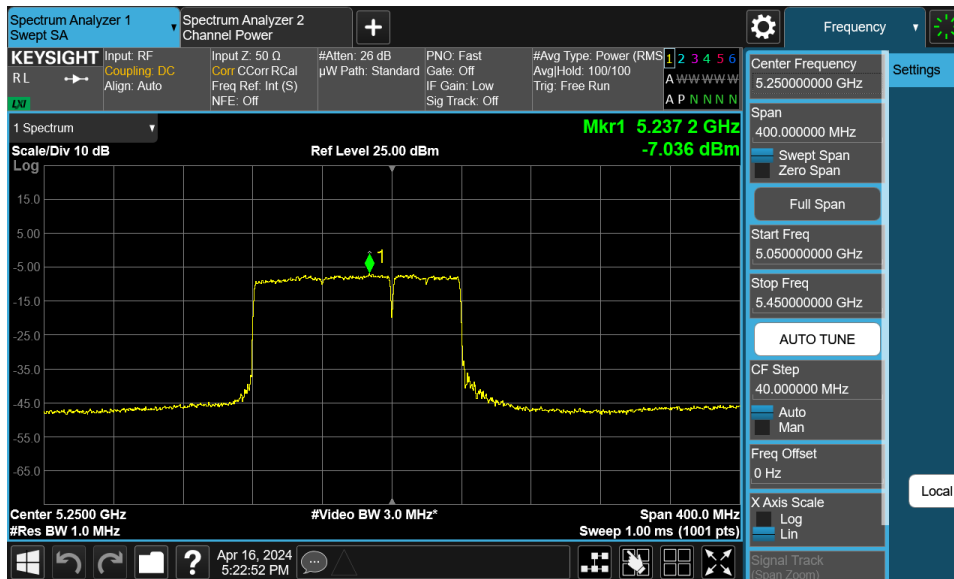 Spectrum Analyzer 1
Swept SA
Spectrum Analyzer 2
Channel Power
Frequency
KEYSIGHT
R L
LXI
Input: RF
Coupling: DC
Align: Auto
Input Z: 50 Ω
Corr CCorr RCal
Freq Ref: Int (S)
NFE: Off
#Atten: 26 dB
µW Path: Standard
PNO: Fast
Gate: Off
IF Gain: Low
Sig Track: Off
#Avg Type: Power (RMS
Avg|Hold: 100/100
Trig: Free Run
1 2 3 4 5 6
A W W W W W
A P N N N N
1 Spectrum
Scale/Div 10 dB
Ref Level 25.00 dBm
Mkr1 5.237 2 GHz
-7.036 dBm
Log
15.0
5.00
-5.00
-15.0
-25.0
-35.0
-45.0
-55.0
-65.0
1
Center 5.2500 GHz
#Res BW 1.0 MHz
#Video BW 3.0 MHz*
Span 400.0 MHz
Sweep 1.00 ms (1001 pts)
Center Frequency
5.250000000 GHz
Span
400.000000 MHz
Swept Span
Zero Span
Full Span
Start Freq
5.050000000 GHz
Stop Freq
5.450000000 GHz
AUTO TUNE
CF Step
40.000000 MHz
Auto
Man
Freq Offset
0 Hz
X Axis Scale
Log
Lin
Signal Track
(Span Zoom)
Settings
Local
Apr 16, 2024
5:22:52 PM